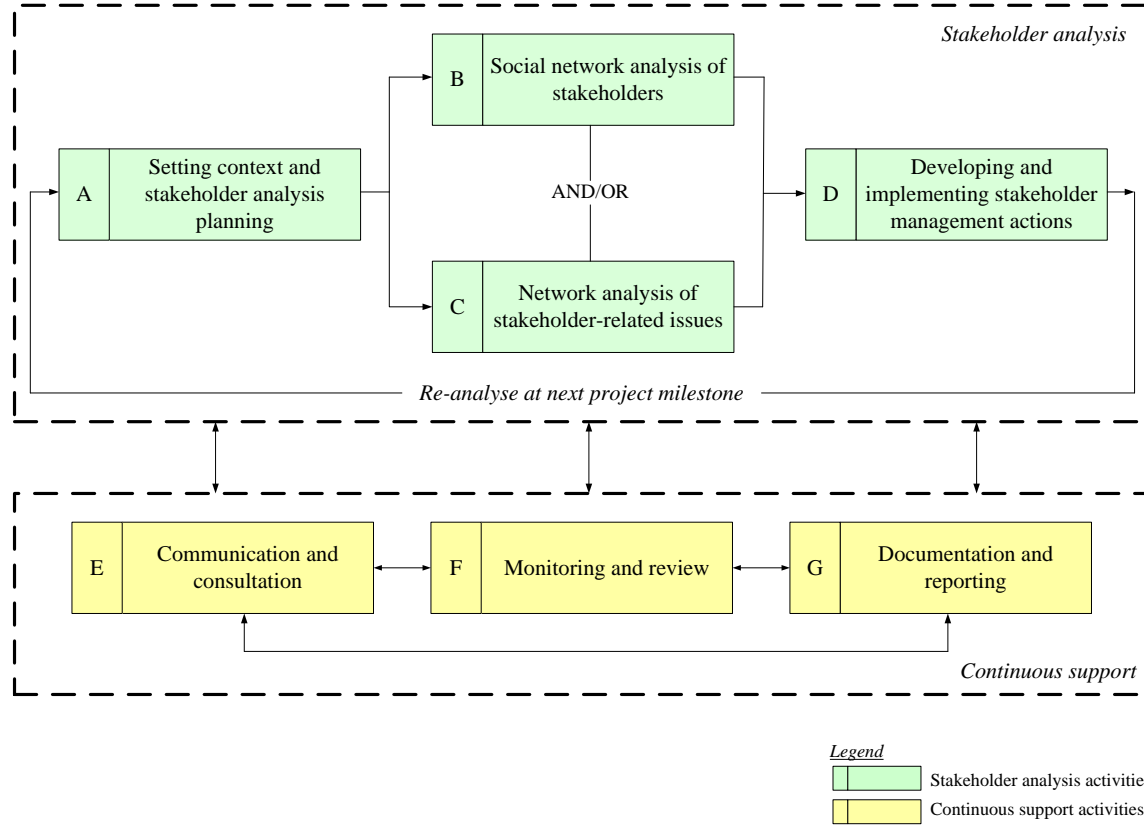 Stakeholder analysis
B
Social network analysis of
stakeholders
A
Setting context and
stakeholder analysis
planning
AND/OR
D
Developing and
implementing stakeholder
management actions
C
Network analysis of
stakeholder-related issues
Re-analyse at next project milestone
E
Communication and
consultation
F
Monitoring and review
G
Documentation and
reporting
Continuous support
Legend
Stakeholder analysis activitie
Continuous support activities